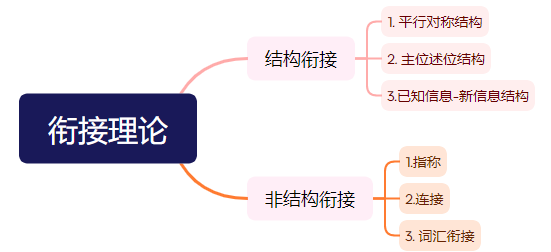 衔接理论
结构衔接
1. 平行对称结构
2. 主位述位结构
3.已知信息-新信息结构
非结构衔接
1.指称
2.连接
3. 词汇衔接